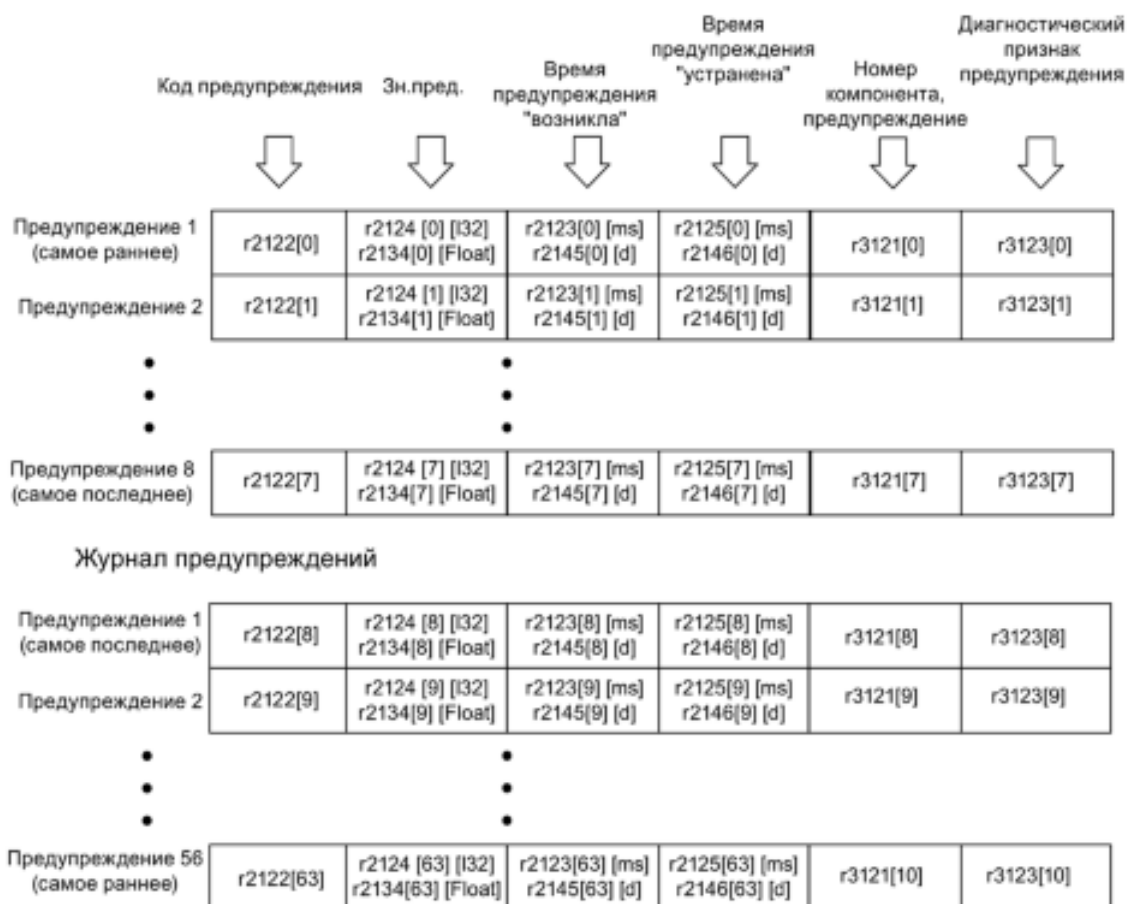 Код предупреждения
Зн.пред.
Время
предупреждения
"возникла"
Время
предупреждения
"устранена"
Номер
компонента,
предупреждение
Диагностический
признак
предупреждения
Предупреждение 1
(самое раннее)
r2122[0]
r2124 [0] [I32]
r2134[0] [Float]
r2123[0] [ms]
r2145[0] [d]
r2125[0] [ms]
r2146[0] [d]
r3121[0]
r3123[0]
Предупреждение 2
r2122[1]
r2124 [1] [I32]
r2134[1] [Float]
r2123[1] [ms]
r2145[1] [d]
r2125[1] [ms]
r2146[1] [d]
r3121[1]
r3123[1]
Предупреждение 8
(самое последнее)
r2122[7]
r2124 [7] [I32]
r2134[7] [Float]
r2123[7] [ms]
r2145[7] [d]
r2125[7] [ms]
r2146[7] [d]
r3121[7]
r3123[7]
Журнал предупреждений
Предупреждение 1
(самое последнее)
r2122[8]
r2124 [8] [I32]
r2134[8] [Float]
r2123[8] [ms]
r2145[8] [d]
r2125[8] [ms]
r2146[8] [d]
r3121[8]
r3123[8]
Предупреждение 2
r2122[9]
r2124 [9] [I32]
r2134[9] [Float]
r2123[9] [ms]
r2145[9] [d]
r2125[9] [ms]
r2146[9] [d]
r3121[9]
r3123[9]
Предупреждение 56
(самое раннее)
r2122[63]
r2124 [63] [I32]
r2134[63] [Float]
r2123[63] [ms]
r2145[63] [d]
r2125[63] [ms]
r2146[63] [d]
r3121[10]
r3123[10]